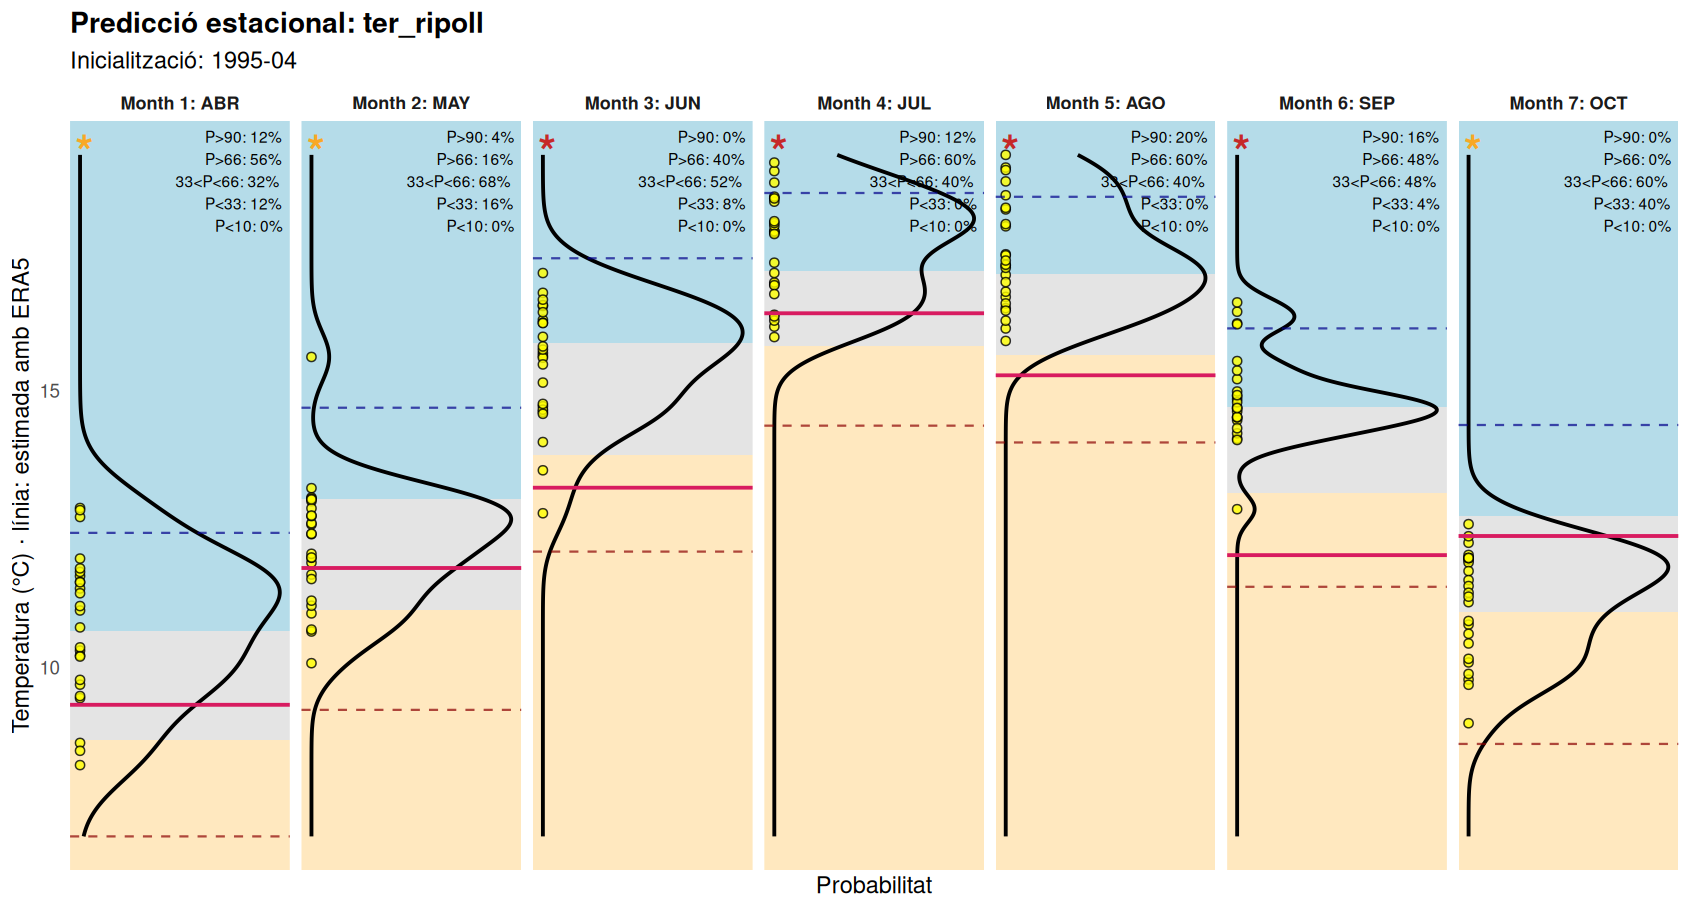 Predicció estacional: ter_ripoll
Inicialització: 1995-04
Month 1: ABR
P>90: 12%
P>66: 56%
33<P<66: 32%
P<33: 12%
P<10: 0%
Month 2: MAY
P>90: 4%
P>66: 16%
33<P<66: 68%
P<33: 16%
P<10: 0%
Month 3: JUN
P>90: 0%
P>66: 40%
33<P<66: 52%
P<33: 8%
P<10: 0%
Month 4: JUL
P>90: 12%
P>66: 60%
33<P<66: 40%
P<33: 0%
P<10: 0%
Month 5: AGO
P>90: 20%
P>66: 60%
33<P<66: 40%
P<33: 0%
P<10: 0%
Month 6: SEP
P>90: 16%
P>66: 48%
33<P<66: 48%
P<33: 4%
P<10: 0%
Month 7: OCT
P>90: 0%
P>66: 0%
33<P<66: 60%
P<33: 40%
P<10: 0%
Temperatura (°C) · línia: estimada amb ERA5
15
10
Probabilitat